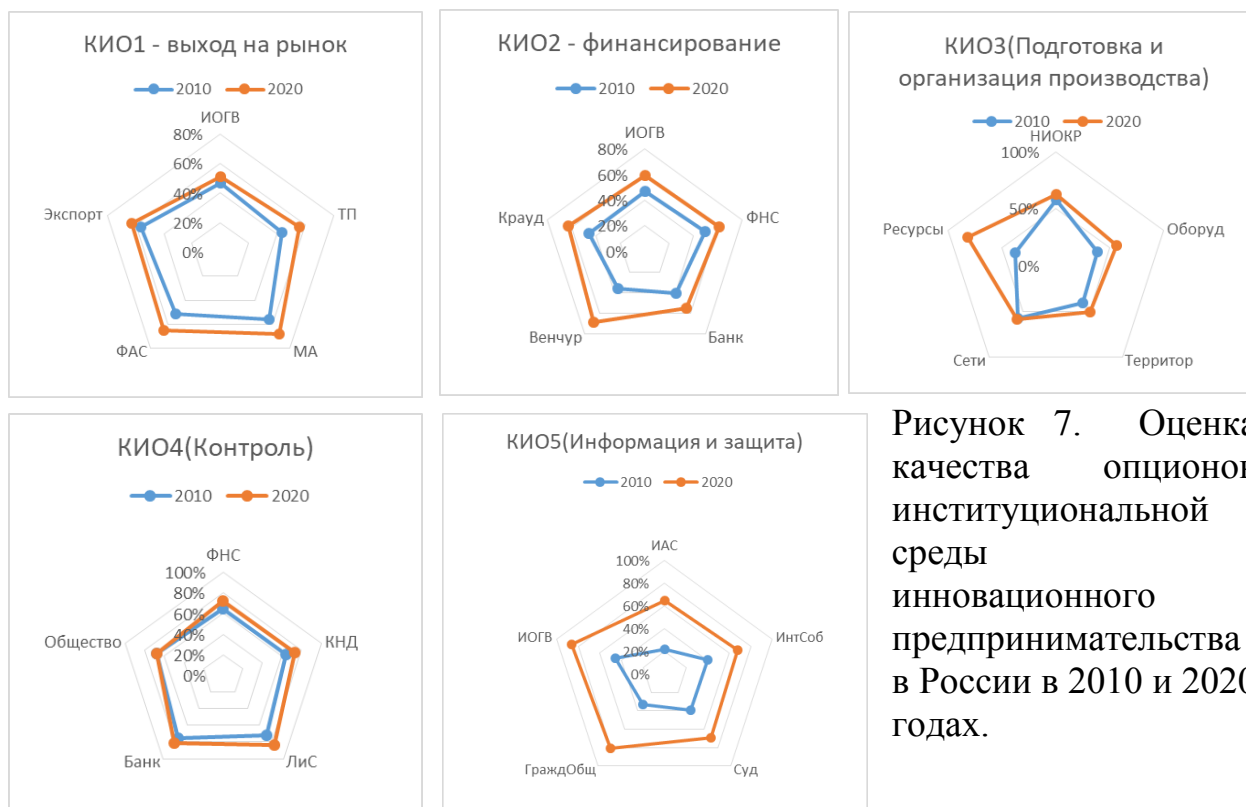 КИО1 - выход на рынок
2010 2020
ИОГВ
80%
60%
40%
20%
0%
ТП
МА
ФАС
Экспорт
КИО2 - финансирование
2010 2020
ИОГВ
80%
60%
40%
20%
0%
ФНС
Банк
Венчур
Крауд
КИО3(Подготовка и
организация производства)
2010 2020
НИОКР
100%
50%
0%
Оборуд
Территор
Сети
Ресурсы
КИО4(Контроль)
2010 2020
ФНС
100%
80%
60%
40%
20%
0%
КНД
ЛиС
Банк
Общество
КИО5(Информация и защита)
2010 2020
ИАС
100%
80%
60%
40%
20%
0%
ИнтСоб
Суд
ГраждОбщ
ИОГВ
Рисунок 7. Оценка
качества опционов
институциональной
среды
инновационного
предпринимательства
в России в 2010 и 2020
годах.